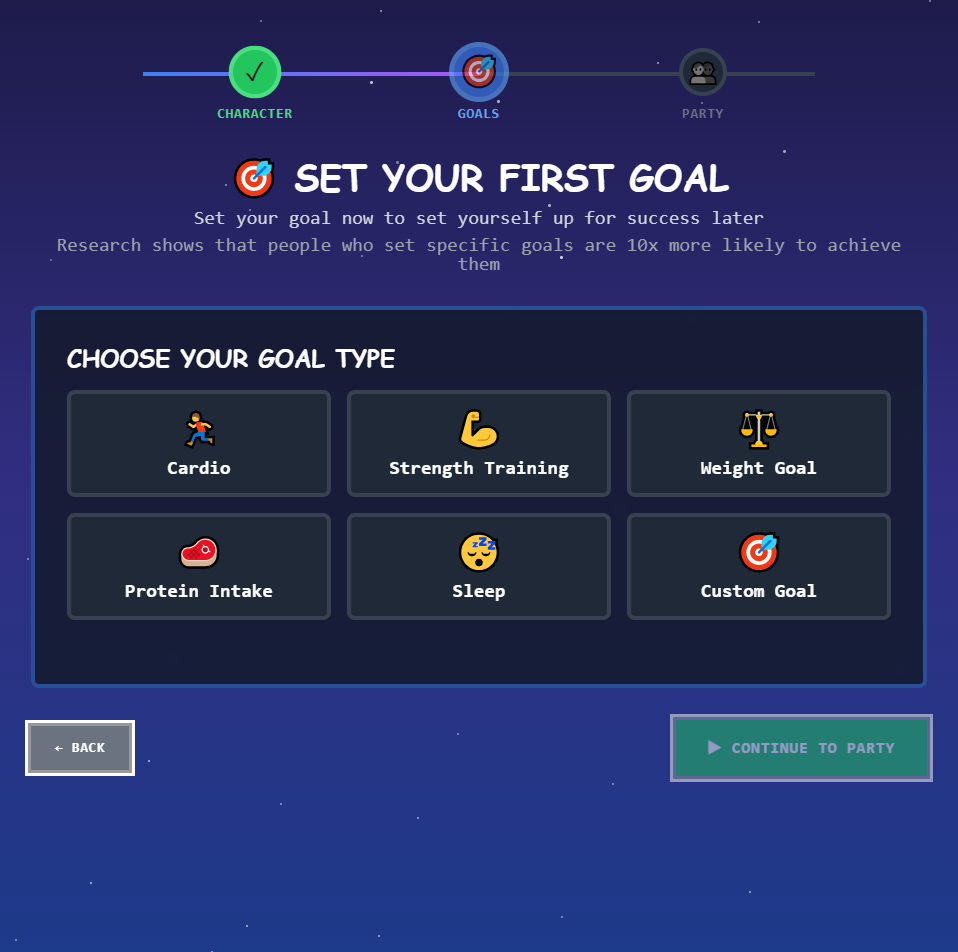 CHARACTER
GOALS
PARTY
SET YOUR FIRST GOAL
Set your goal now to set yourself up for success later
Research shows that people who set specific goals are 10x more likely to achieve
them
CHOOSE YOUR GOAL TYPE
Cardio
Strength Training
Weight Goal
Protein Intake
Sleep
Custom Goal
← BACK
▶ CONTINUE TO PARTY